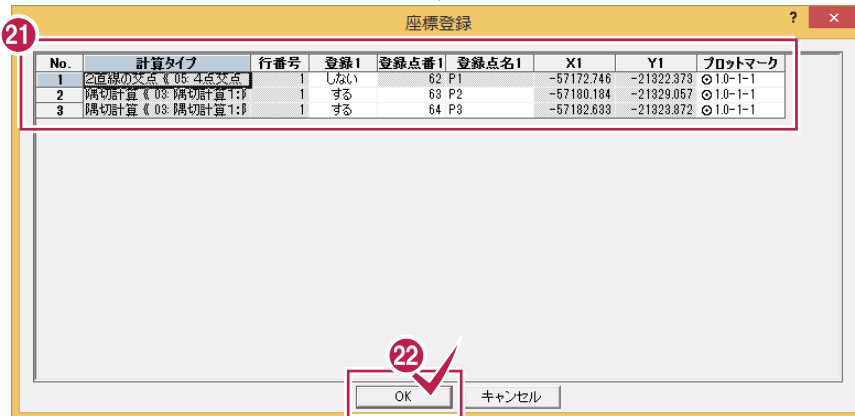 座標登録
? ×
21
No. 計算タイプ 行番号 登録1 登録点番1 登録点名1 X1 Y1 プロットマーク
1 2直線の交点《 05: 4点交点 1 しない 62 P1 -57172.746 -21322.373 ⊙ 1.0-1-1
2 隅切計算《 03: 隅切計算1: 1 する 63 P2 -57180.184 -21329.057 ⊙ 1.0-1-1
3 隅切計算《 03: 隅切計算1: 1 する 64 P3 -57182.633 -21323.872 ⊙ 1.0-1-1
22
OK キャンセル